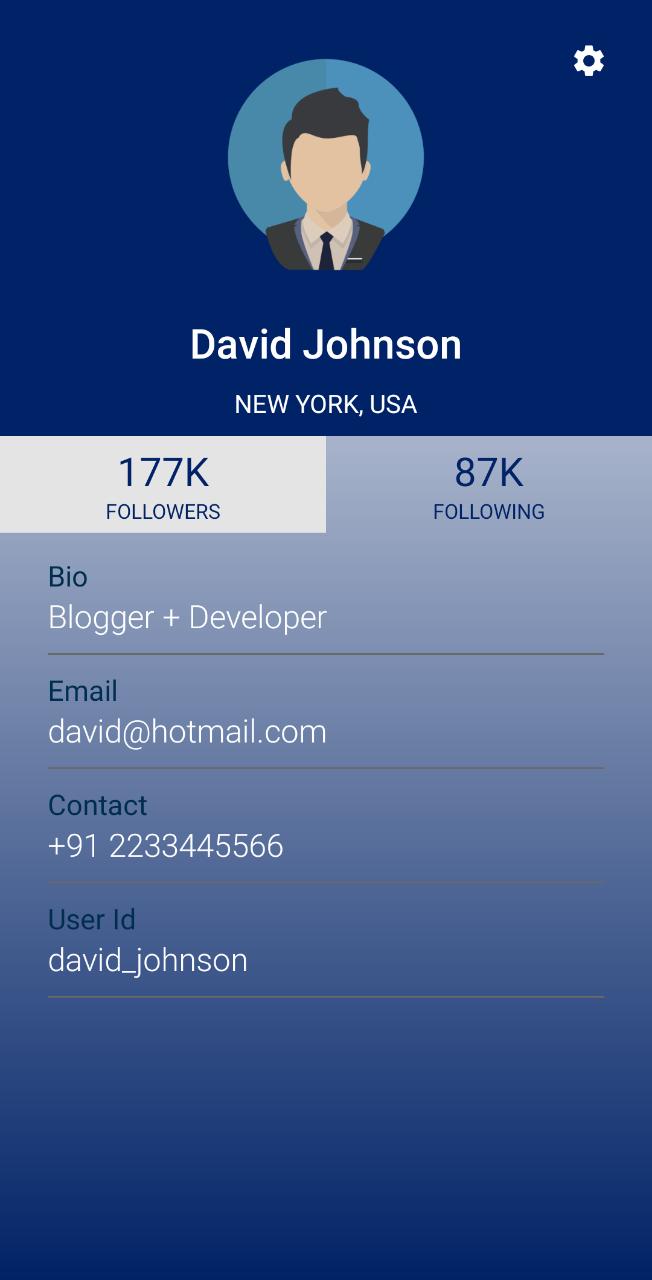 David Johnson
NEW YORK, USA
177K
FOLLOWERS
87K
FOLLOWING
Bio
Blogger + Developer
Email
david@hotmail.com
Contact
+91 2233445566
User Id
david_johnson